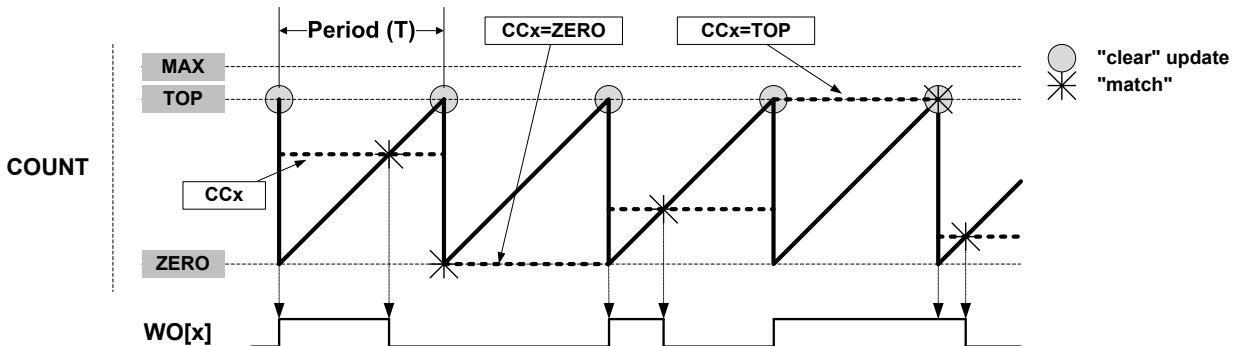 Period (T)
CCx=ZERO
CCx=TOP
"clear" update
"match"
MAX
TOP
COUNT
CCx
ZERO
WO[x]